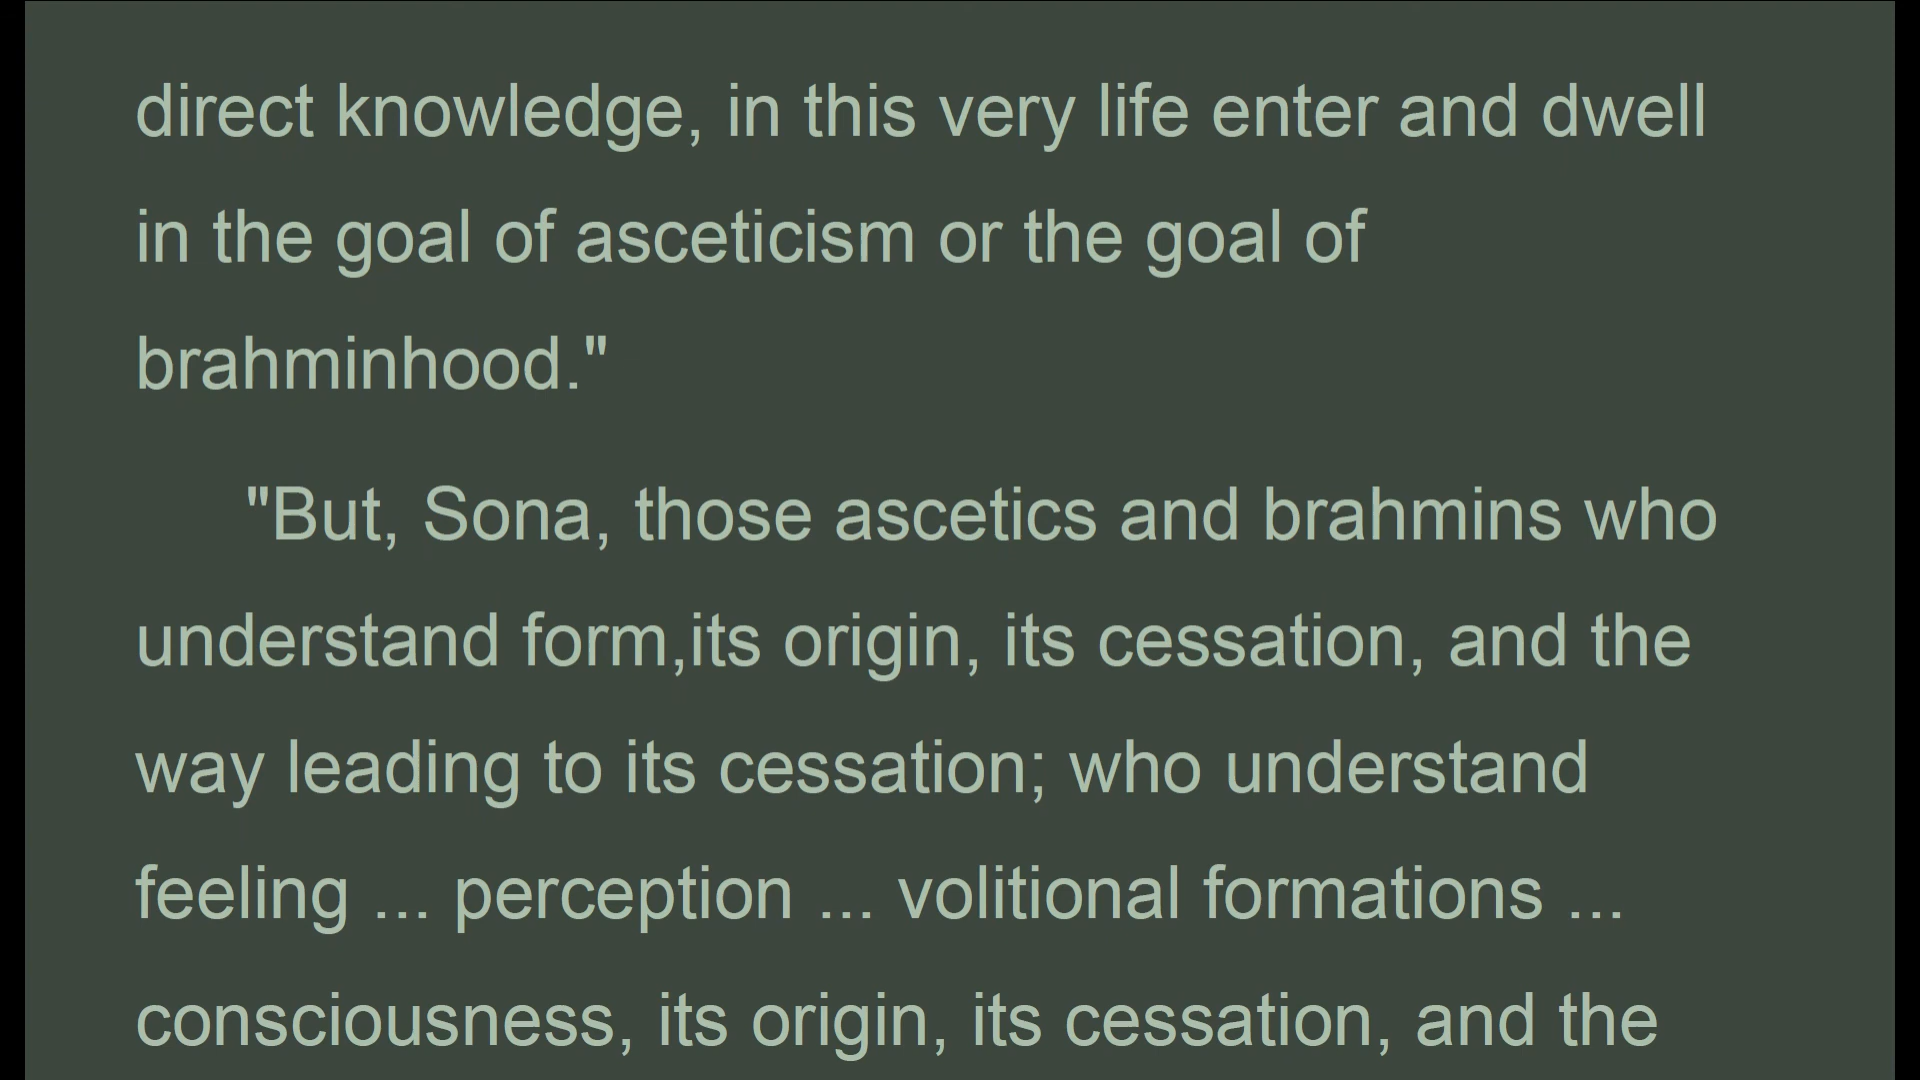 direct knowledge, in this very life enter and dwell
in the goal of asceticism or the goal of
brahminhood."
"But, Sona, those ascetics and brahmins who
understand form,its origin, its cessation, and the
way leading to its cessation; who understand
feeling ... perception ... volitional formations ...
consciousness, its origin, its cessation, and the